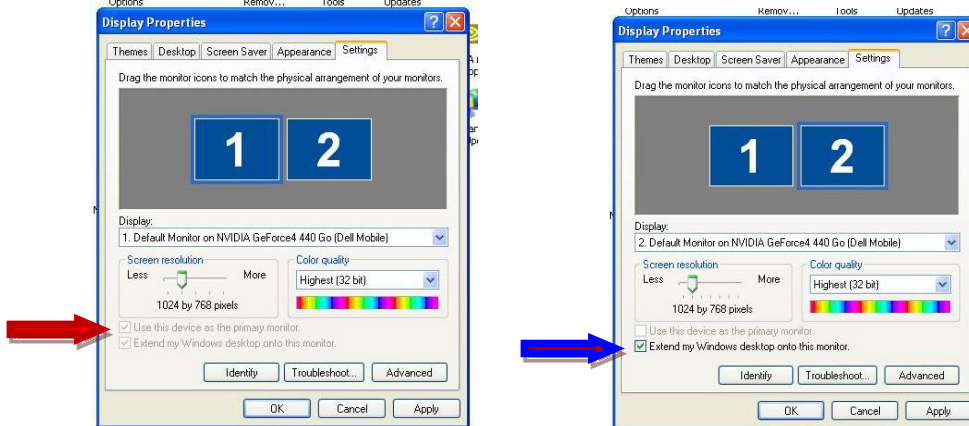 Options Remov... Tools Updates
Display Properties
Themes Desktop Screen Saver Appearance Settings
Drag the monitor icons to match the physical arrangement of your monitors.
1 2
Display:
1. Default Monitor on NVIDIA GeForce4 440 Go (Dell Mobile)
Screen resolution Color quality
Less More Highest (32 bit)
1024 by 768 pixels
Use this device as the primary monitor.
Extend my Windows desktop onto this monitor.
Identify Troubleshoot... Advanced
OK Cancel Apply
Options Remov... Tools Updates
Display Properties
Themes Desktop Screen Saver Appearance Settings
Drag the monitor icons to match the physical arrangement of your monitors.
1 2
Display:
2. Default Monitor on NVIDIA GeForce4 440 Go (Dell Mobile)
Screen resolution Color quality
Less More Highest (32 bit)
1024 by 768 pixels
Use this device as the primary monitor.
Extend my Windows desktop onto this monitor.
Identify Troubleshoot... Advanced
OK Cancel Apply